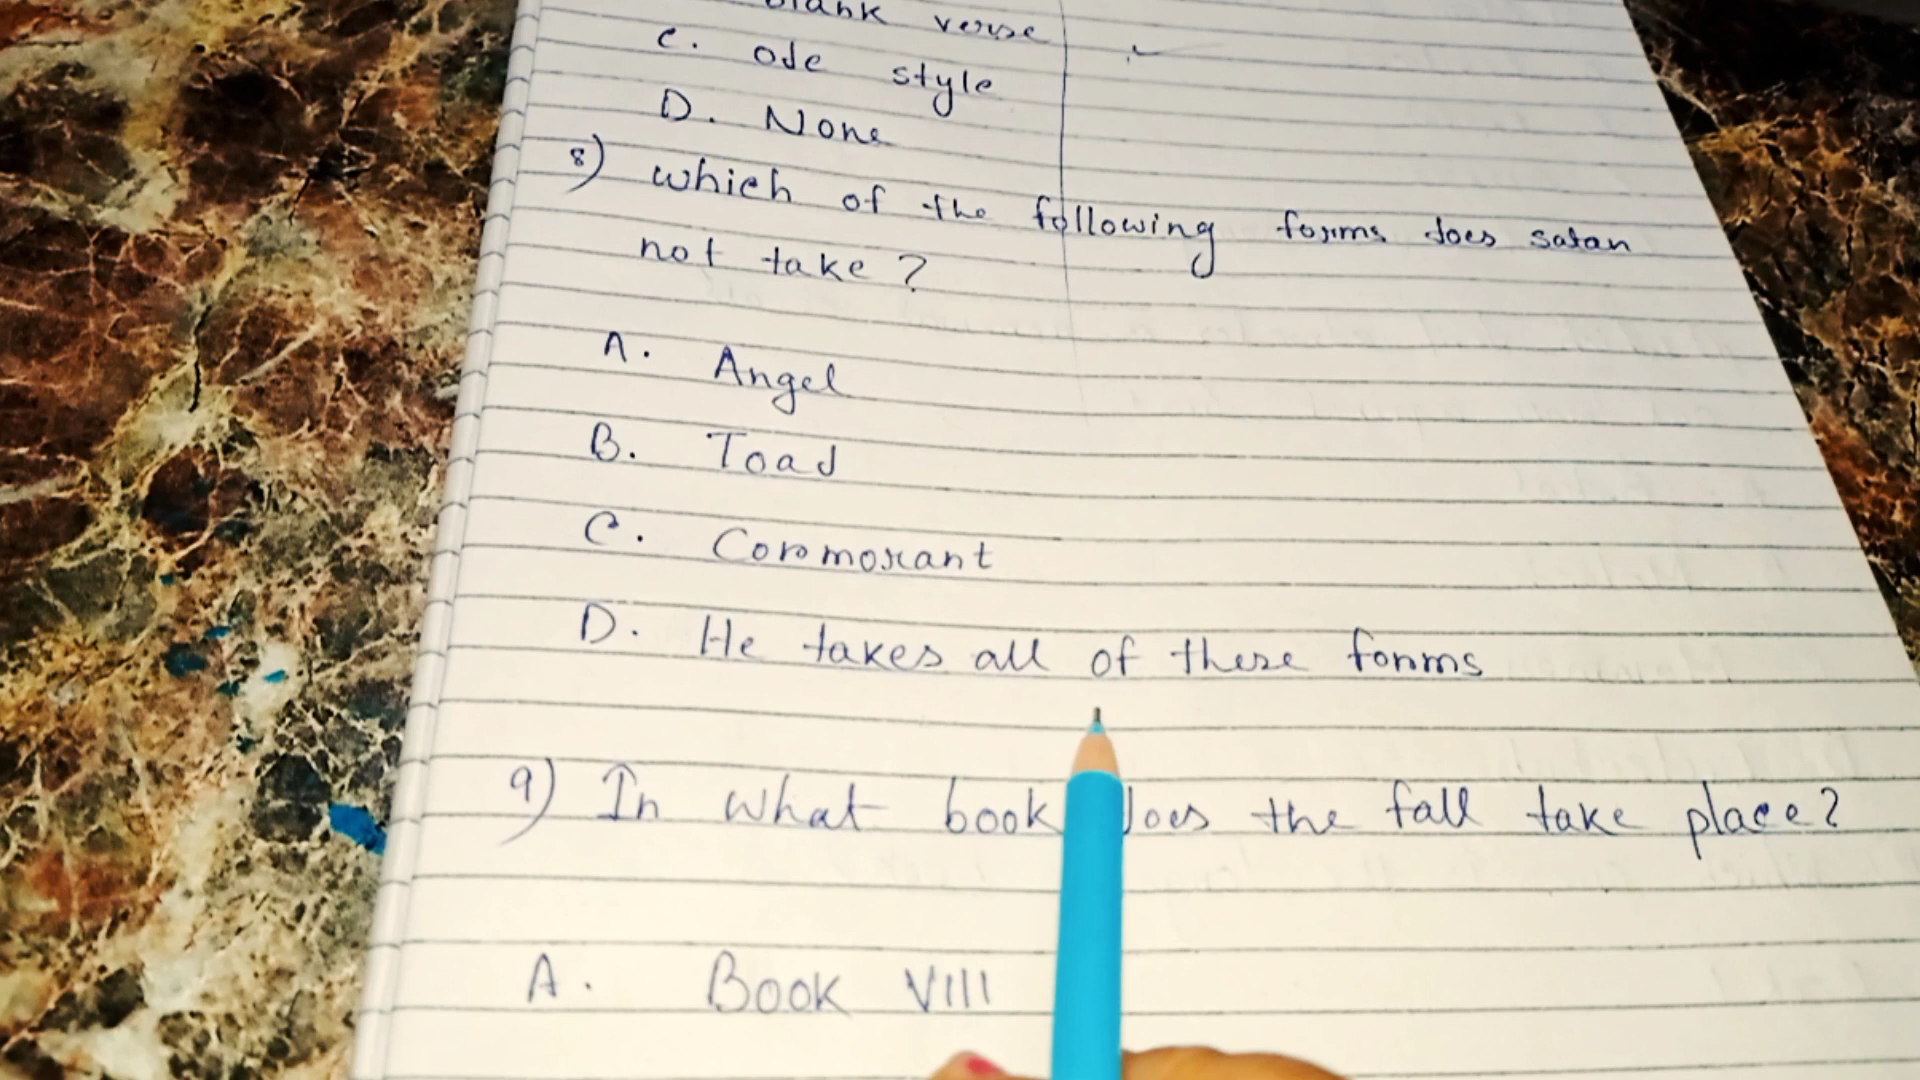 blank verse
C. ode style
D. None
8) which of the following forms does satan
not take?
A. Angel
B. Toad
C. Cormorant
D. He takes all of these forms
9) In what book does the fall take place?
A. Book VIII